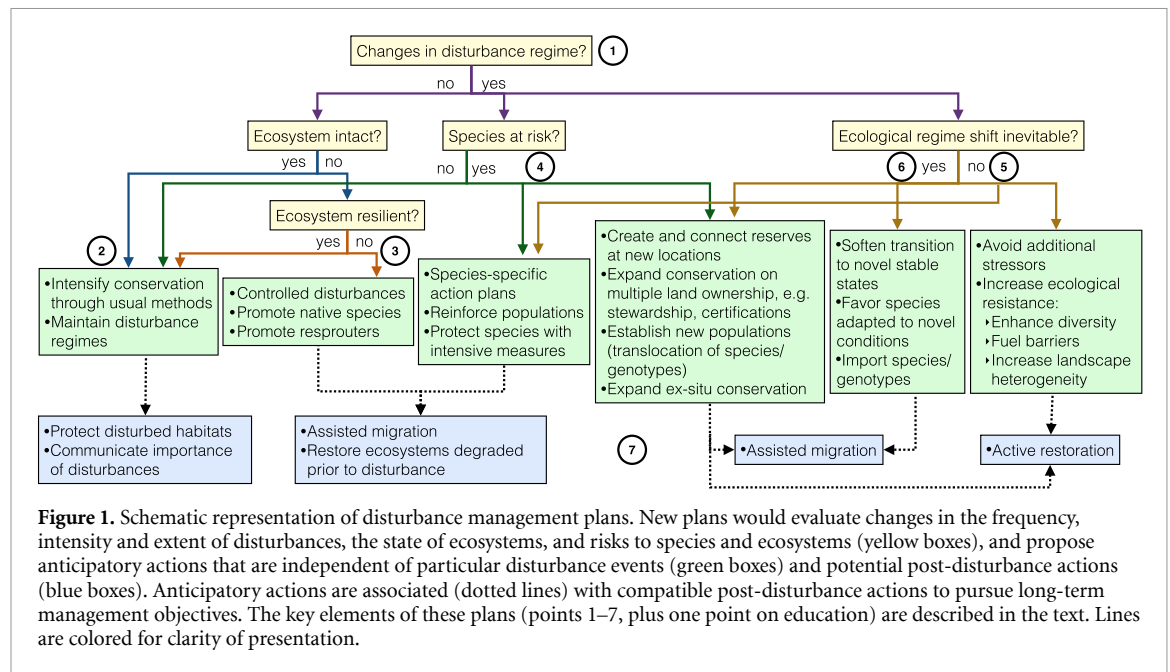 Changes in disturbance regime?
1
no
yes
Ecosystem intact?
Species at risk?
Ecological regime shift inevitable?
yes
no
no
yes
4
6
yes
no
5
Ecosystem resilient?
yes
no
2
3
•Intensify conservation
through usual methods
•Maintain disturbance
regimes
•Controlled disturbances
•Promote native species
•Promote resprouters
•Species-specific
action plans
•Reinforce populations
•Protect species with
intensive measures
•Create and connect reserves
at new locations
•Expand conservation on
multiple land ownership, e.g.
stewardship, certifications
•Establish new populations
(translocation of species/
genotypes)
•Expand ex-situ conservation
•Soften transition
to novel stable
states
•Favor species
adapted to novel
conditions
•Import species/
genotypes
•Avoid additional
stressors
•Increase ecological
resistance:
‣Enhance diversity
‣Fuel barriers
‣Increase landscape
heterogeneity
•Protect disturbed habitats
•Communicate importance
of disturbances
•Assisted migration
•Restore ecosystems degraded
prior to disturbance
7
•Assisted migration
•Active restoration
Figure 1. Schematic representation of disturbance management plans. New plans would evaluate changes in the frequency,
intensity and extent of disturbances, the state of ecosystems, and risks to species and ecosystems (yellow boxes), and propose
anticipatory actions that are independent of particular disturbance events (green boxes) and potential post-disturbance actions
(blue boxes). Anticipatory actions are associated (dotted lines) with compatible post-disturbance actions to pursue long-term
management objectives. The key elements of these plans (points 1–7, plus one point on education) are described in the text. Lines
are colored for clarity of presentation.